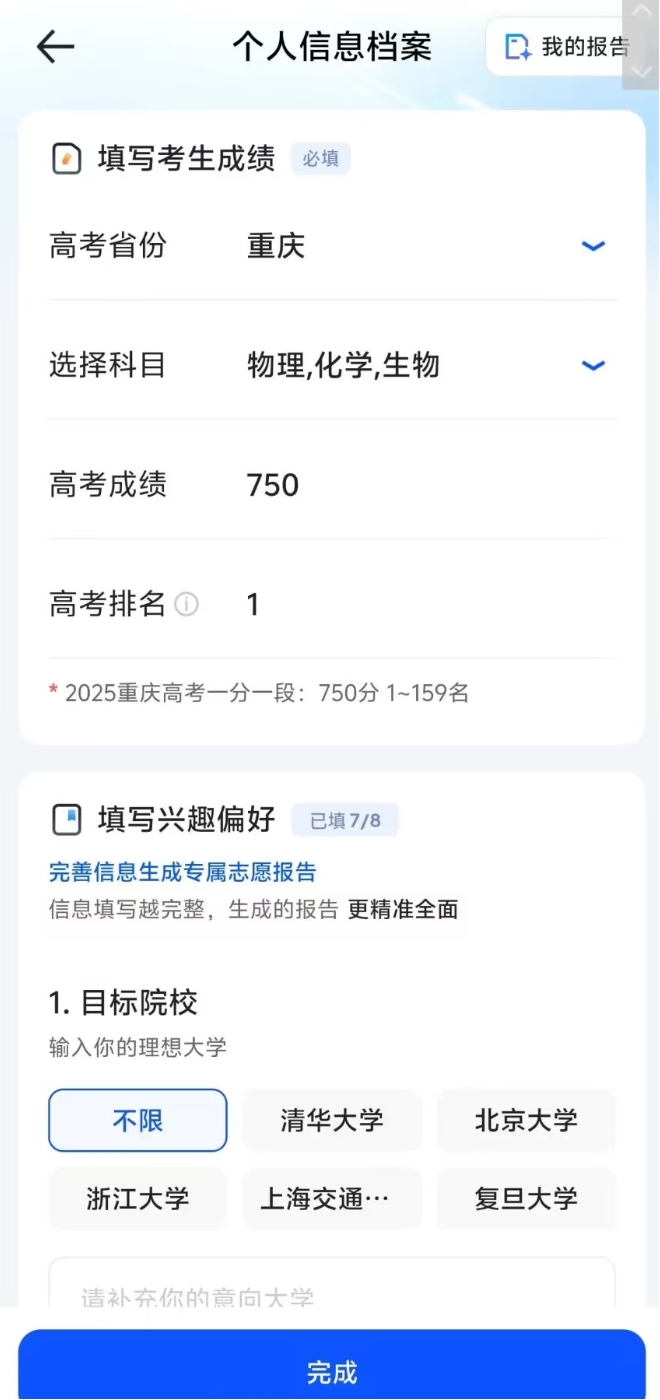 个人信息档案
我的报告
填写考生成绩 必填
高考省份 重庆
选择科目 物理,化学,生物
高考成绩 750
高考排名 1
* 2025重庆高考一分一段：750分 1~159名
填写兴趣偏好 已填 7/8
完善信息生成专属志愿报告
信息填写越完整，生成的报告 更精准全面
1. 目标院校
输入你的理想大学
不限 清华大学 北京大学
浙江大学 上海交通… 复旦大学
请补充你的意向大学
完成